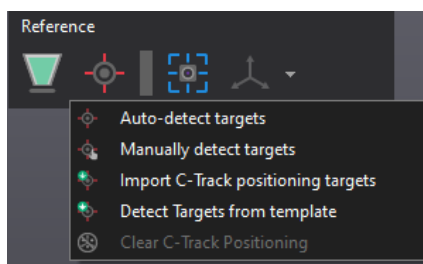 Reference
Auto-detect targets
Manually detect targets
Import C-Track positioning targets
Detect Targets from template
Clear C-Track Positioning